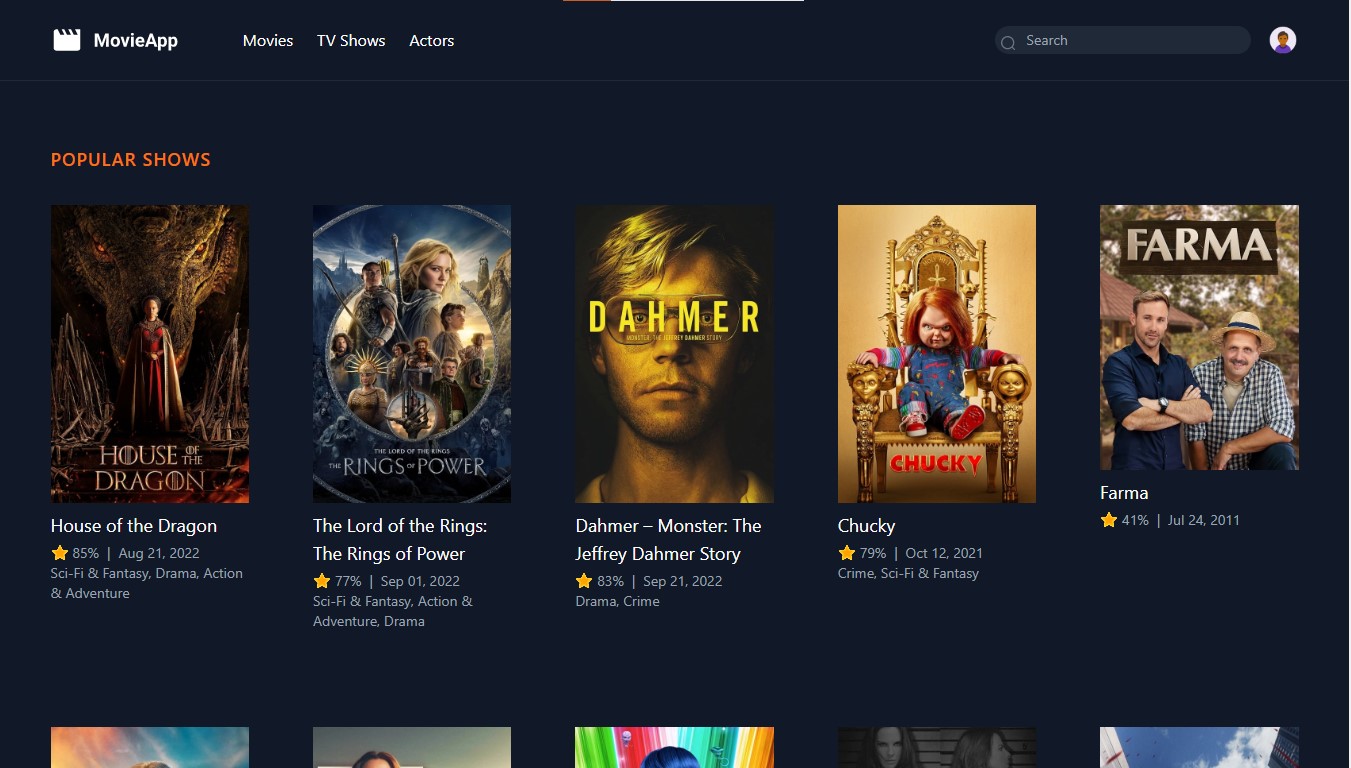 MovieApp
Movies
TV Shows
Actors
Search
POPULAR SHOWS
HOUSE OF THE
DRAGON
THE LORD OF THE RINGS
THE RINGS OF POWER
DAHMER
MONSTER: THE JEFFREY DAHMER STORY
CHUCKY
FARMA
House of the Dragon
85% | Aug 21, 2022
Sci-Fi & Fantasy, Drama, Action
& Adventure
The Lord of the Rings:
The Rings of Power
77% | Sep 01, 2022
Sci-Fi & Fantasy, Action &
Adventure, Drama
Dahmer – Monster: The
Jeffrey Dahmer Story
83% | Sep 21, 2022
Drama, Crime
Chucky
79% | Oct 12, 2021
Crime, Sci-Fi & Fantasy
Farma
41% | Jul 24, 2011